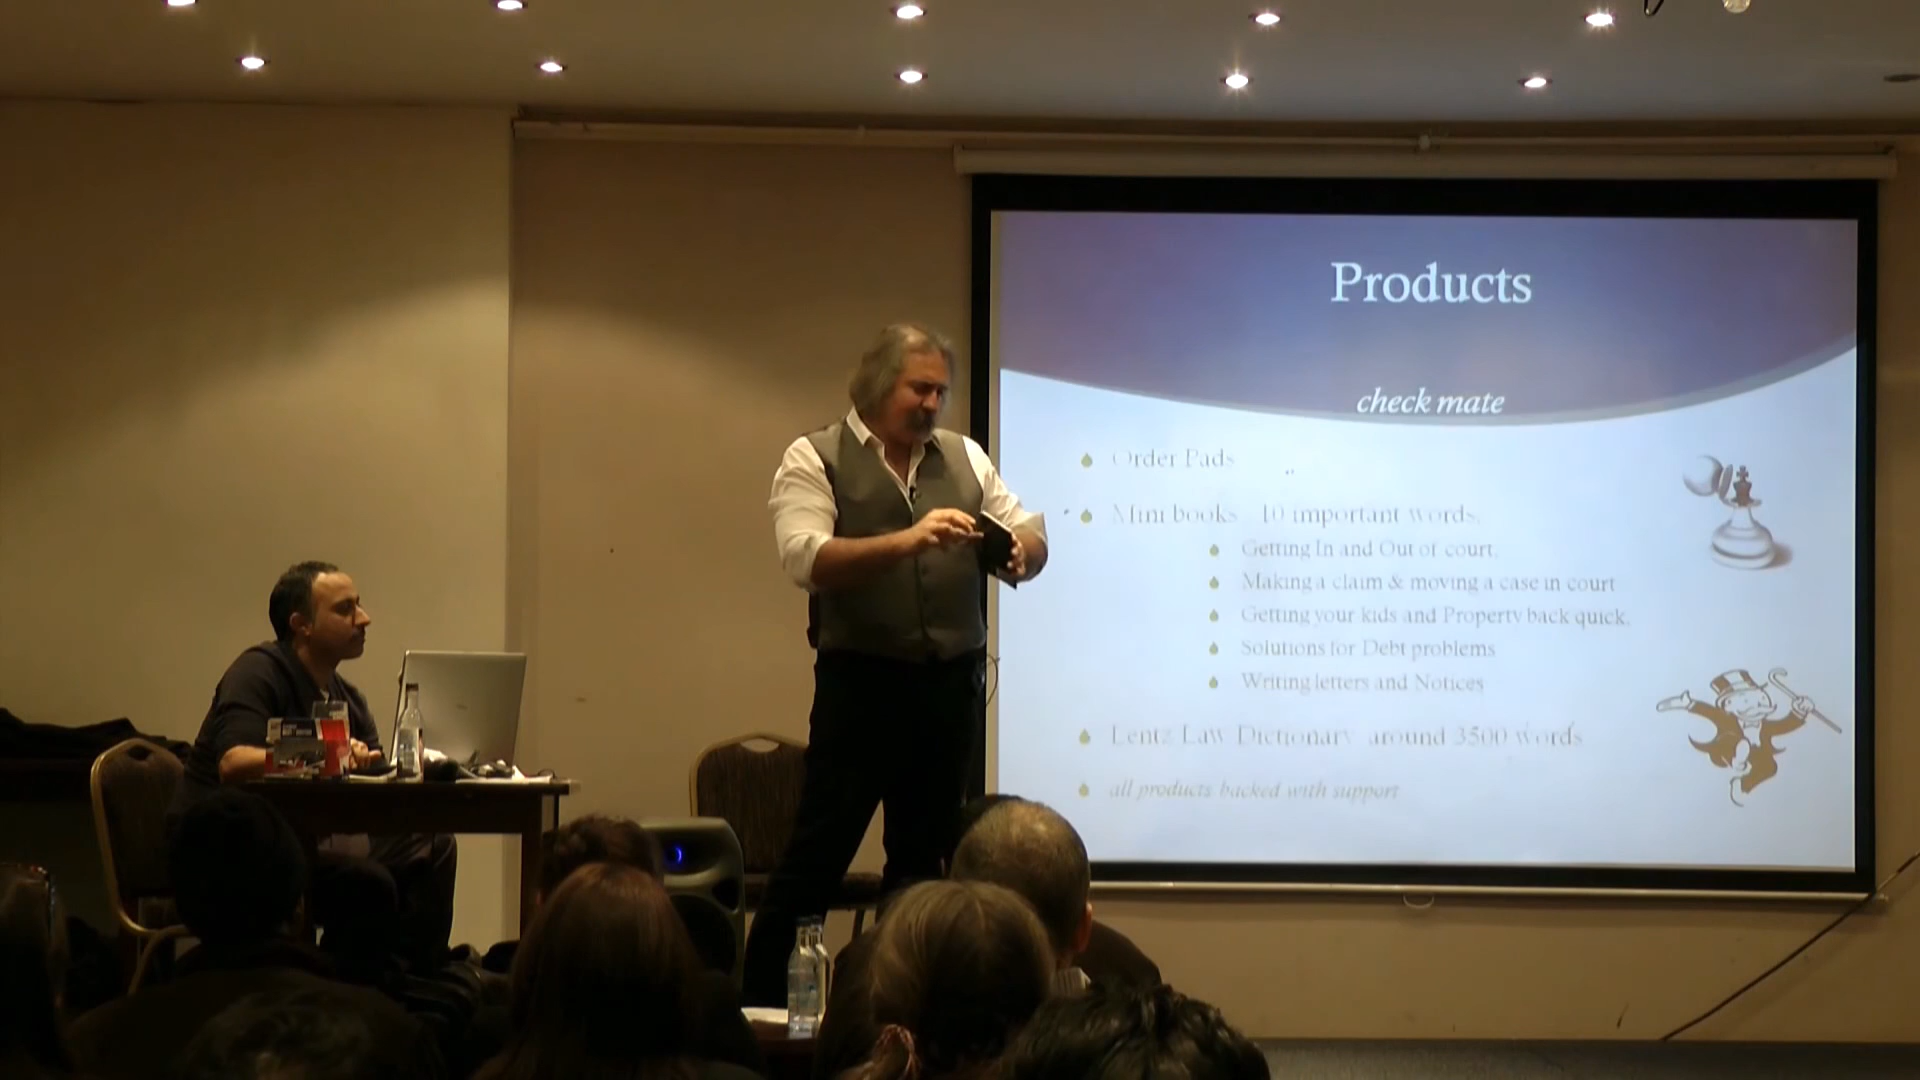 Products
check mate
Order Pads
Mini books 10 important words,
Getting In and Out of court,
Making a claim & moving a case in court
Getting your kids and Property back quick,
Solutions for Debt problems
Writing letters and Notices
Lentz Law Dictionary around 3500 words
all products backed with support